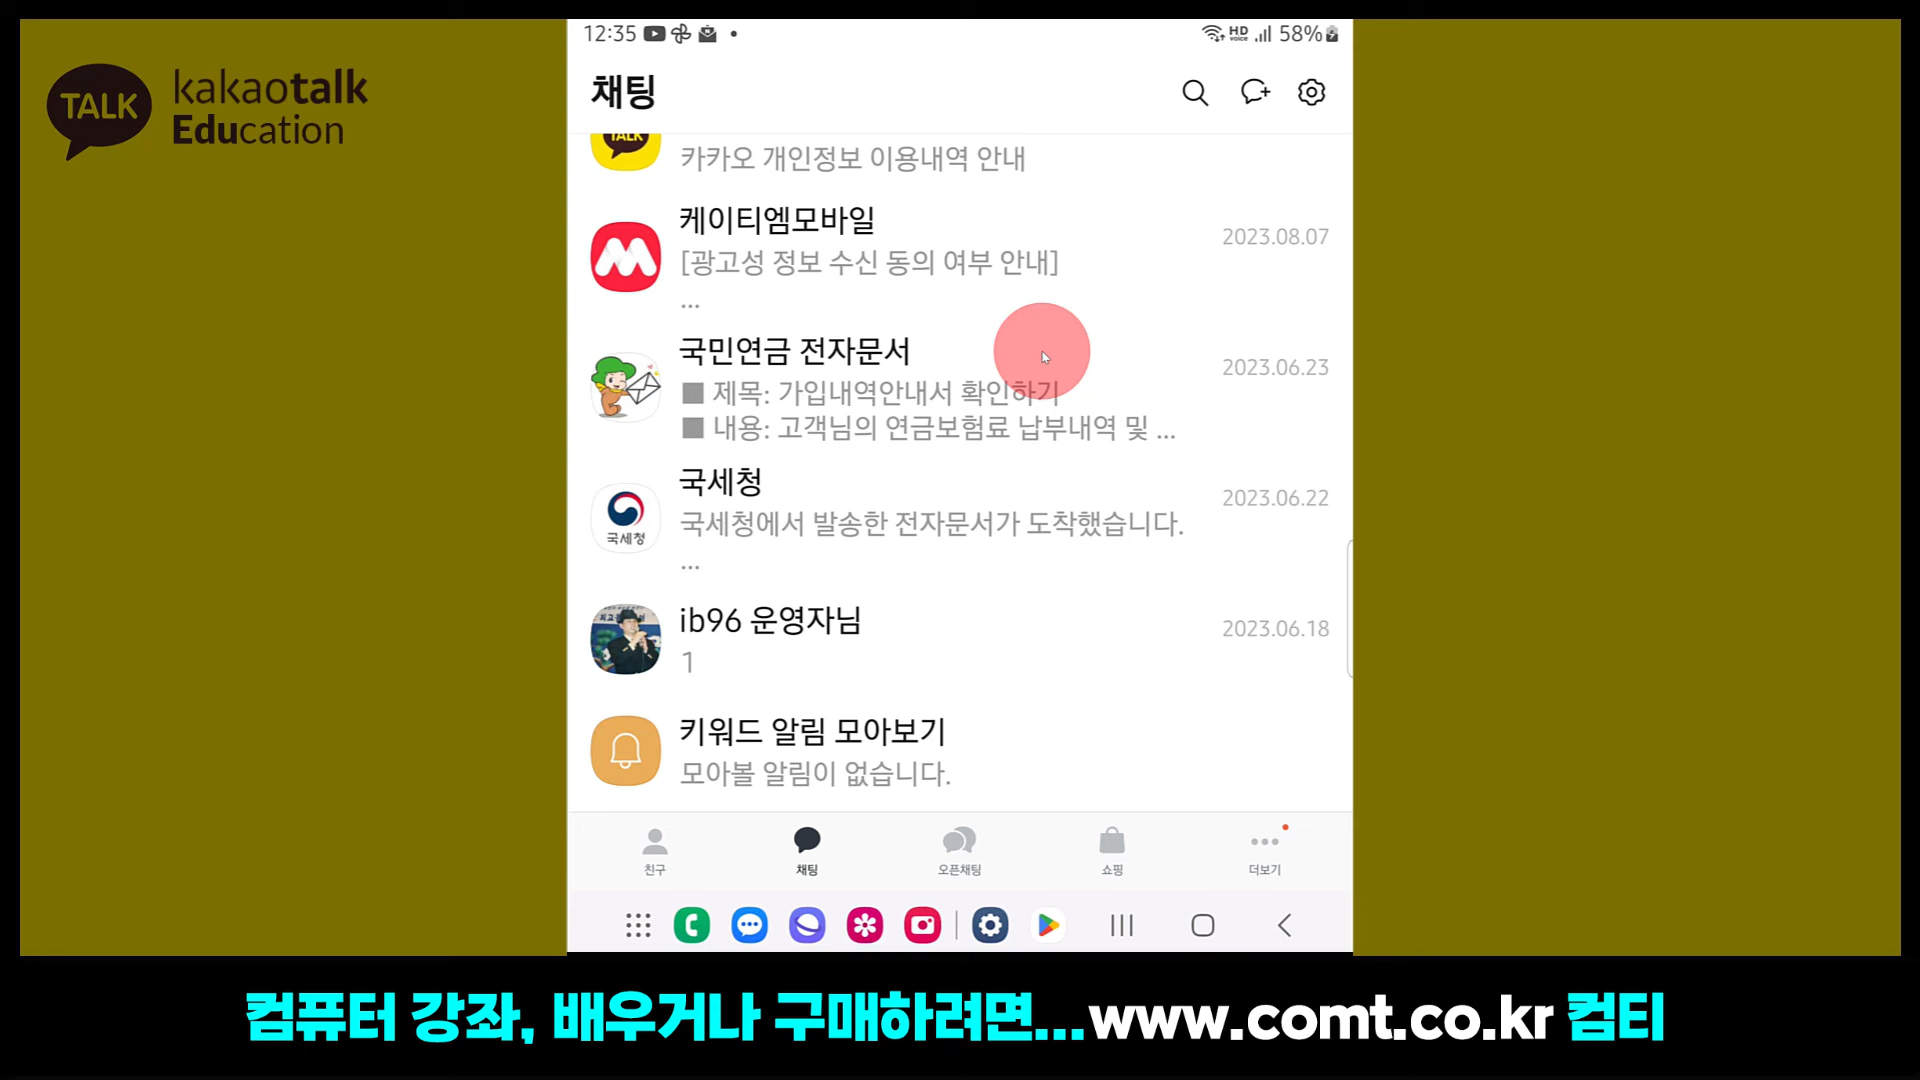 TALK
kakaotalk
Education
12:35
HD voice
58%
채팅
TALK
카카오 개인정보 이용내역 안내
케이티엠모바일
2023.08.07
[광고성 정보 수신 동의 여부 안내]
...
국민연금 전자문서
2023.06.23
■ 제목: 가입내역안내서 확인하기
■ 내용: 고객님의 연금보험료 납부내역 및 ...
국세청
2023.06.22
국세청에서 발송한 전자문서가 도착했습니다.
국세청
...
ib96 운영자님
2023.06.18
1
키워드 알림 모아보기
모아볼 알림이 없습니다.
친구
채팅
오픈채팅
쇼핑
더보기
컴퓨터 강좌, 배우거나 구매하려면...www.comt.co.kr 컴티